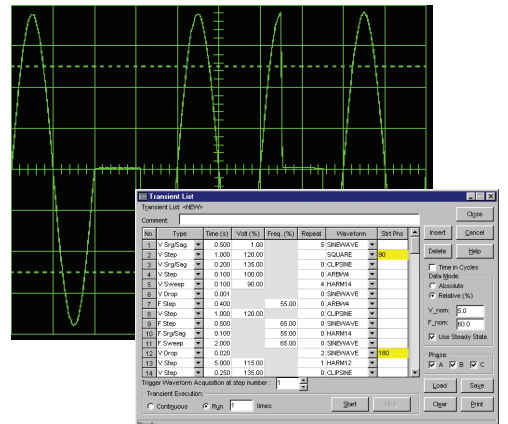 Transient List
Transient List: <NEW>
Comment:
Close
Insert
Cancel
Delete
Help
No. Type Time (s) Volt (%) Freq. (%) Repeat Waveform Strt Phs
1 V Srg/Sag 0.500 1.00 5 SINEWAVE
2 V Step 1.000 120.00 SQUARE 90
3 V Srg/Sag 0.200 135.00 0 CLIPSINE
4 V Step 0.100 100.00 0 ARBW4
5 V Sweep 0.100 90.00 4 HARM14
6 V Drop 0.001 0 SINEWAVE
7 F Step 0.400 55.00 0 ARBW4
8 V Step 1.000 120.00 0 CLIPSINE
9 F Step 0.500 65.00 0 SINEWAVE
10 F Srg/Sag 0.100 55.00 0 HARM14
11 F Sweep 2.000 65.00 0 SINEWAVE
12 V Drop 0.020 2 SINEWAVE 180
13 V Step 5.000 115.00 1 HARM12
14 V Step 0.250 135.00 0 CLIPSINE
Time in Cycles
Data Mode:
Absolute
Relative (%)
V_nom: 5.0
F_nom: 60.0
Use Steady State
Phase:
A B C
Trigger Waveform Acquisition at step number: 1
Transient Execution:
Continuous Run 1 times
Start
Stop
Load
Save
Clear
Print